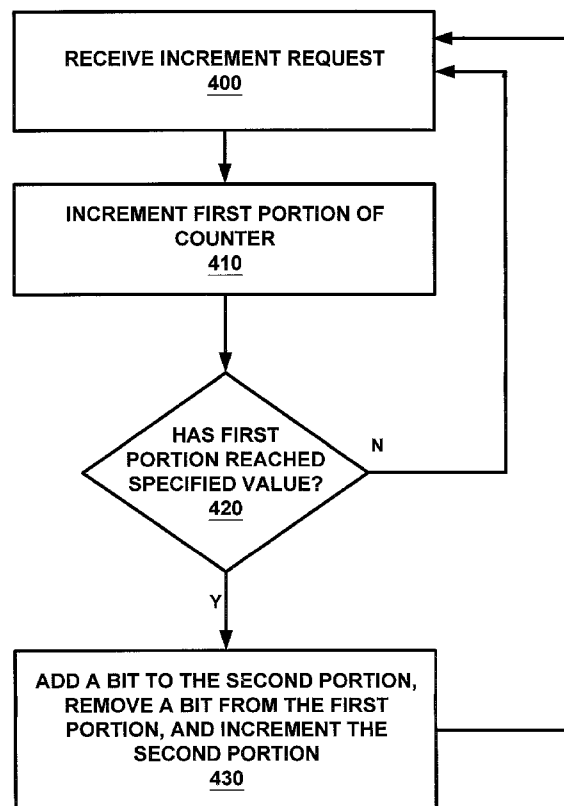 RECEIVE INCREMENT REQUEST
400
INCREMENT FIRST PORTION OF
COUNTER
410
HAS FIRST
PORTION REACHED
SPECIFIED VALUE?
420
N
Y
ADD A BIT TO THE SECOND PORTION,
REMOVE A BIT FROM THE FIRST
PORTION, AND INCREMENT THE
SECOND PORTION
430